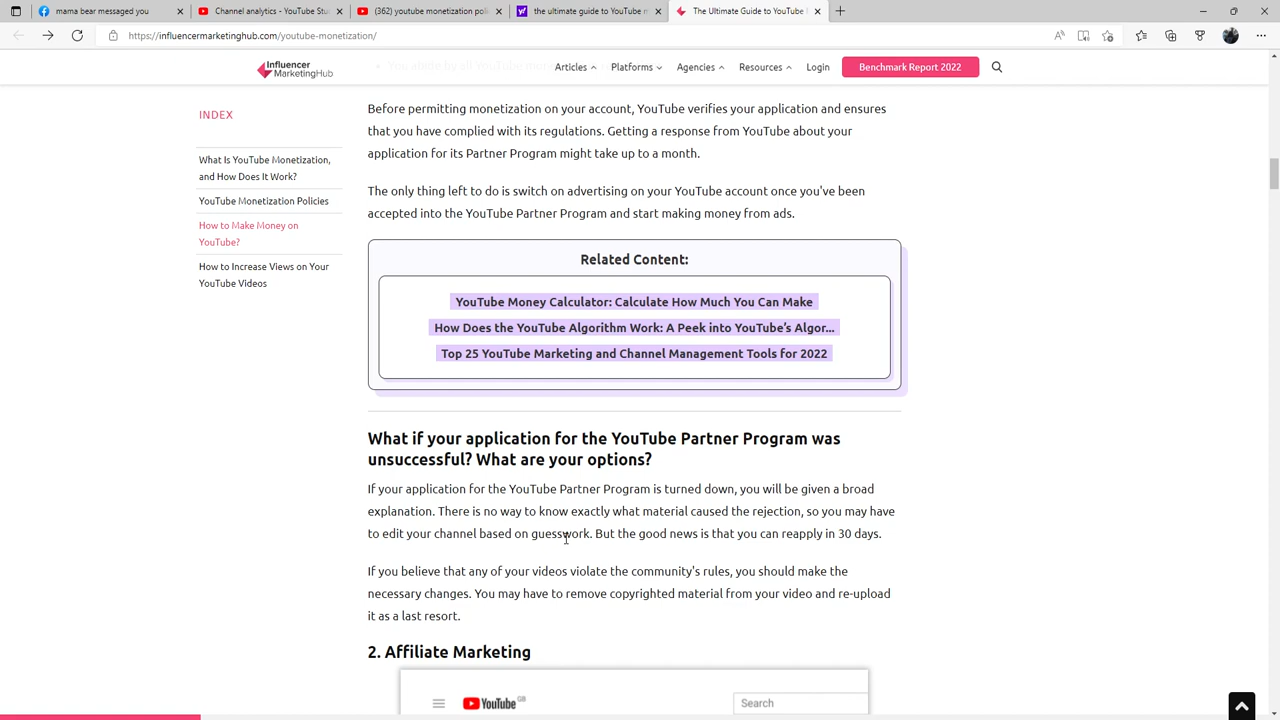 mama bear messaged you
Channel analytics - YouTube Stu
(362) youtube monetization poli
the ultimate guide to YouTube m
The Ultimate Guide to YouTube
https://influencermarketinghub.com/youtube-monetization/
Influencer
MarketingHub
Articles
Platforms
Agencies
Resources
Login
Benchmark Report 2022
INDEX
What Is YouTube Monetization,
and How Does It Work?
YouTube Monetization Policies
How to Make Money on
YouTube?
How to Increase Views on Your
YouTube Videos
Before permitting monetization on your account, YouTube verifies your application and ensures
that you have complied with its regulations. Getting a response from YouTube about your
application for its Partner Program might take up to a month.
The only thing left to do is switch on advertising on your YouTube account once you've been
accepted into the YouTube Partner Program and start making money from ads.
Related Content:
YouTube Money Calculator: Calculate How Much You Can Make
How Does the YouTube Algorithm Work: A Peek into YouTube's Algor...
Top 25 YouTube Marketing and Channel Management Tools for 2022
What if your application for the YouTube Partner Program was
unsuccessful? What are your options?
If your application for the YouTube Partner Program is turned down, you will be given a broad
explanation. There is no way to know exactly what material caused the rejection, so you may have
to edit your channel based on guesswork. But the good news is that you can reapply in 30 days.
If you believe that any of your videos violate the community's rules, you should make the
necessary changes. You may have to remove copyrighted material from your video and re-upload
it as a last resort.
2. Affiliate Marketing
YouTube GB
Search